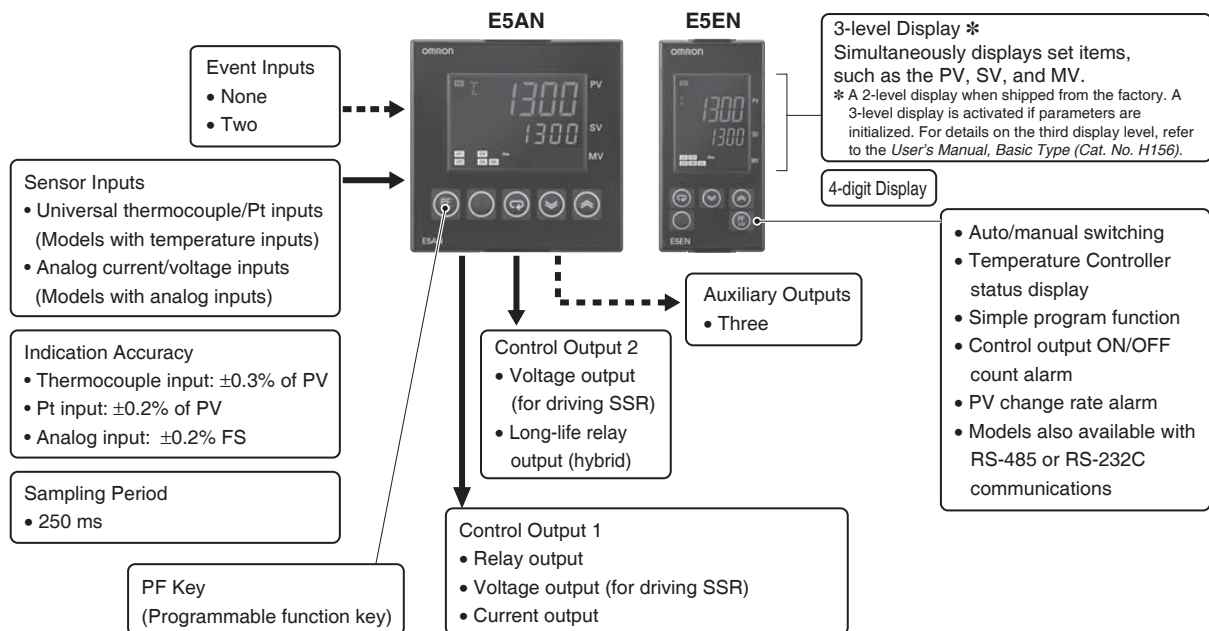 E5AN
E5EN
Event Inputs
• None
• Two
Sensor Inputs
• Universal thermocouple/Pt inputs
(Models with temperature inputs)
• Analog current/voltage inputs
(Models with analog inputs)
Indication Accuracy
• Thermocouple input: ±0.3% of PV
• Pt input: ±0.2% of PV
• Analog input: ±0.2% FS
Sampling Period
• 250 ms
PF Key
(Programmable function key)
OMRON
1300 PV
1300 SV
MV
PF
E5AN
OMRON
1300 PV
1300 SV
MV
PF
E5EN
3-level Display ✻
Simultaneously displays set items,
such as the PV, SV, and MV.
✻ A 2-level display when shipped from the factory. A
3-level display is activated if parameters are
initialized. For details on the third display level, refer
to the User's Manual, Basic Type (Cat. No. H156).
4-digit Display
• Auto/manual switching
• Temperature Controller
status display
• Simple program function
• Control output ON/OFF
count alarm
• PV change rate alarm
• Models also available with
RS-485 or RS-232C
communications
Auxiliary Outputs
• Three
Control Output 2
• Voltage output
(for driving SSR)
• Long-life relay
output (hybrid)
Control Output 1
• Relay output
• Voltage output (for driving SSR)
• Current output